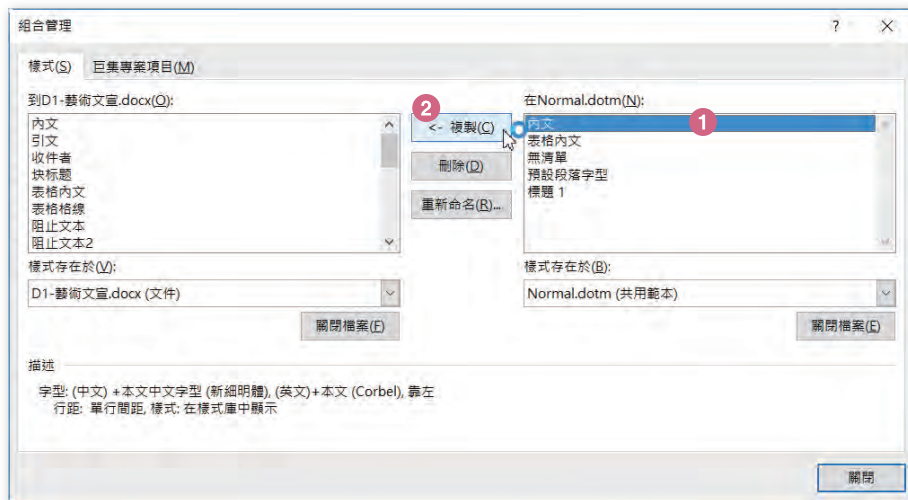 組合管理
? ×
樣式(S) 巨集專案項目(M)
到D1-藝術文宣.docx(O):
內文
引文
收件者
块标题
表格內文
表格格線
阻止文本
阻止文本2
樣式存在於(V):
D1-藝術文宣.docx (文件)
關閉檔案(F)
2
<- 複製(C)
刪除(D)
重新命名(R)...
在Normal.dotm(N):
內文
1
表格內文
無清單
預設段落字型
標題 1
樣式存在於(B):
Normal.dotm (共用範本)
關閉檔案(E)
描述
字型: (中文) +本文中文字型 (新細明體), (英文)+本文 (Corbel), 靠左
行距: 單行間距, 樣式: 在樣式庫中顯示
關閉